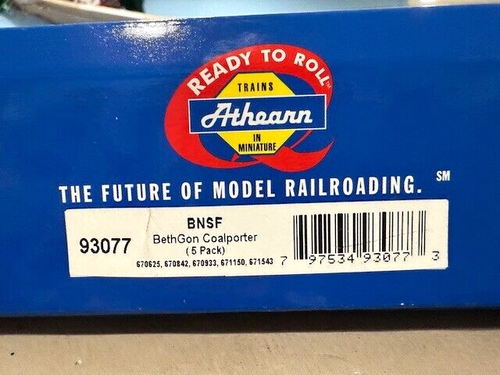 READY TO ROLL™
TRAINS
Athearn
IN
MINIATURE
THE FUTURE OF MODEL RAILROADING. SM
93077
BNSF
BethGon Coalporter
( 5 Pack)
670625, 670842, 670933, 671150, 671543
7 97534 93077 3